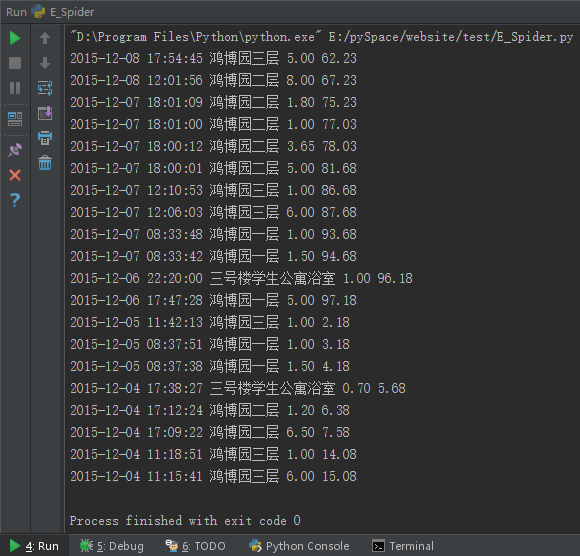 Run E_Spider
"D:\Program Files\Python\python.exe" E:/pySpace/website/test/E_Spider.py
2015-12-08 17:54:45 鸿博园三层 5.00 62.23
2015-12-08 12:01:56 鸿博园二层 8.00 67.23
2015-12-07 18:01:09 鸿博园二层 1.80 75.23
2015-12-07 18:01:00 鸿博园二层 1.00 77.03
2015-12-07 18:00:12 鸿博园二层 3.65 78.03
2015-12-07 18:00:01 鸿博园二层 5.00 81.68
2015-12-07 12:10:53 鸿博园三层 1.00 86.68
2015-12-07 12:06:03 鸿博园三层 6.00 87.68
2015-12-07 08:33:48 鸿博园一层 1.00 93.68
2015-12-07 08:33:42 鸿博园一层 1.50 94.68
2015-12-06 22:20:00 三号楼学生公寓浴室 1.00 96.18
2015-12-06 17:47:28 鸿博园一层 5.00 97.18
2015-12-05 11:42:13 鸿博园三层 1.00 2.18
2015-12-05 08:37:51 鸿博园一层 1.00 3.18
2015-12-05 08:37:38 鸿博园一层 1.50 4.18
2015-12-04 17:38:27 三号楼学生公寓浴室 0.70 5.68
2015-12-04 17:12:24 鸿博园二层 1.20 6.38
2015-12-04 17:09:22 鸿博园二层 6.50 7.58
2015-12-04 11:18:51 鸿博园三层 1.00 14.08
2015-12-04 11:15:41 鸿博园三层 6.00 15.08
Process finished with exit code 0
4: Run 5: Debug 6: TODO Python Console Terminal